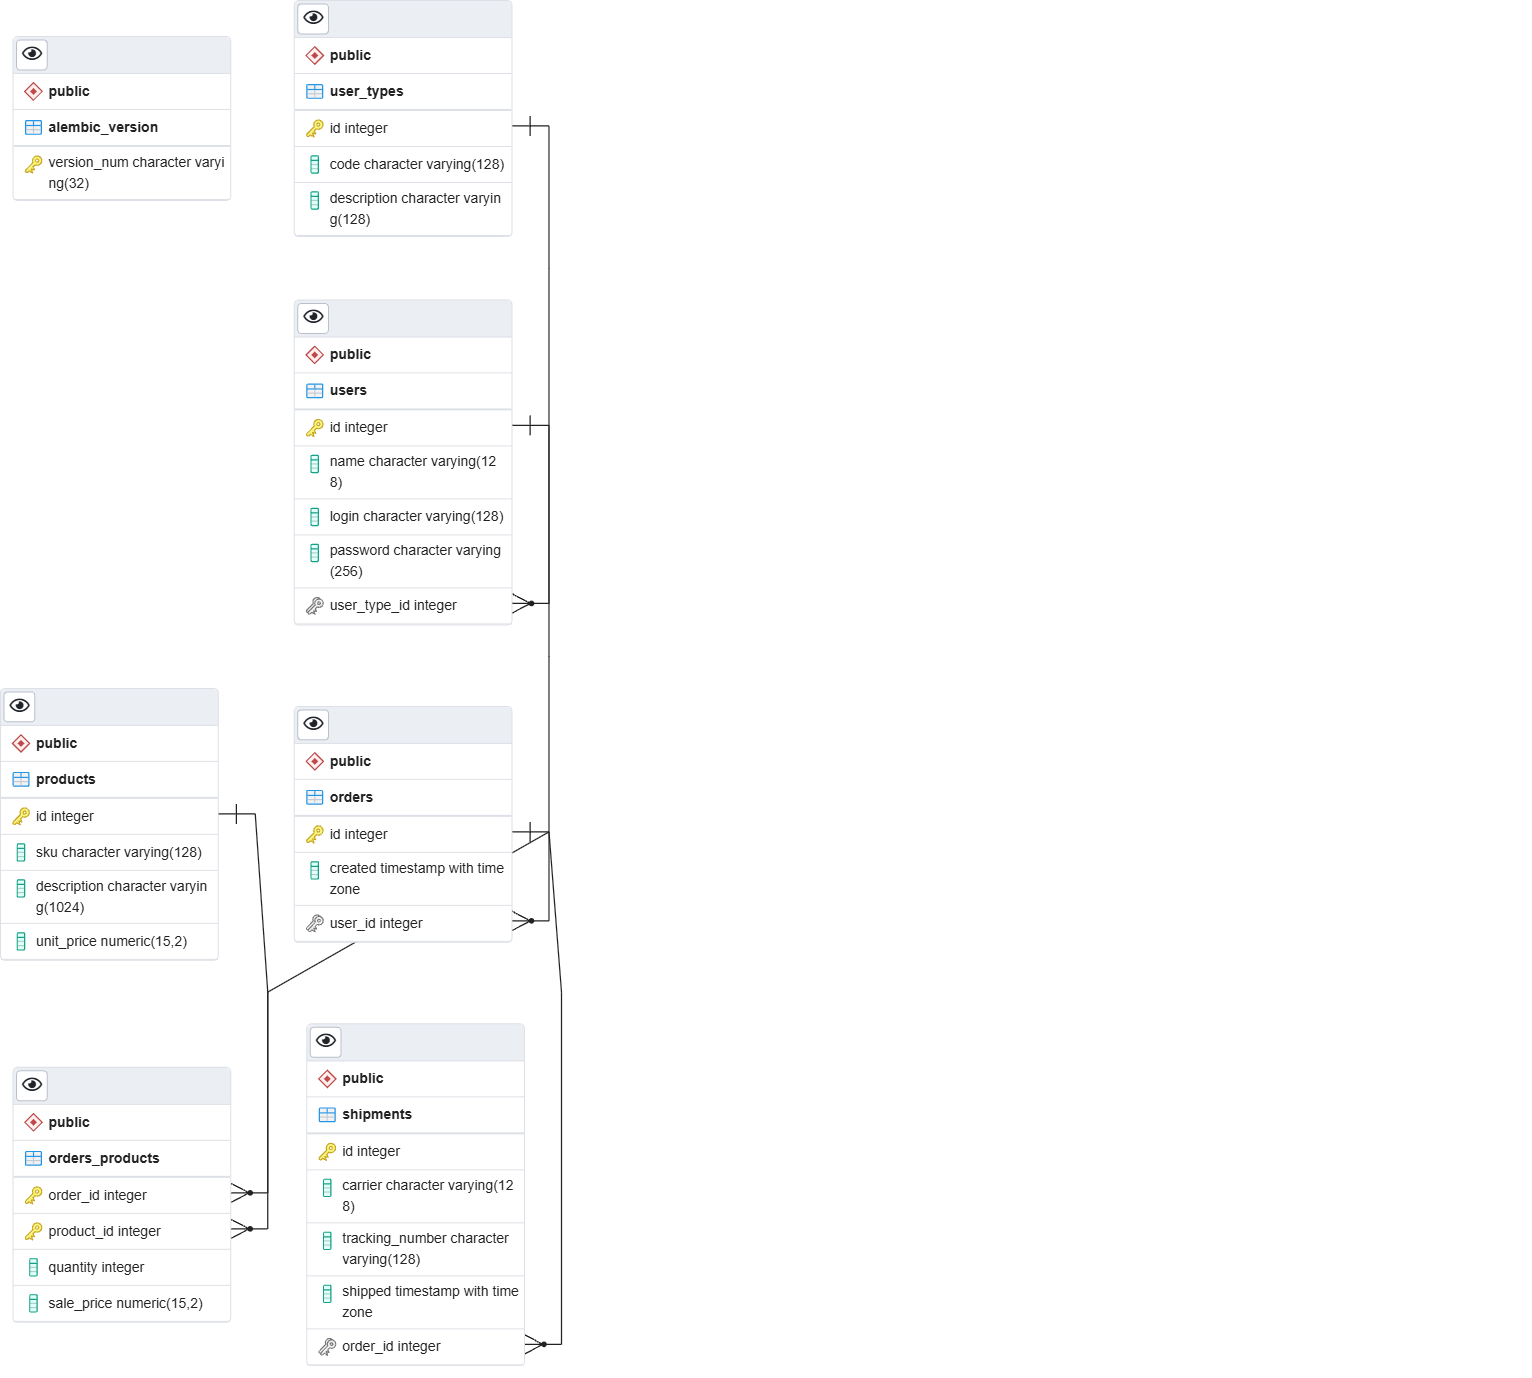 public
alembic_version
version_num character varyi
ng(32)
public
user_types
id integer
code character varying(128)
description character varyin
g(128)
public
users
id integer
name character varying(12
8)
login character varying(128)
password character varying
(256)
user_type_id integer
public
products
id integer
sku character varying(128)
description character varyin
g(1024)
unit_price numeric(15,2)
public
orders
id integer
created timestamp with time
zone
user_id integer
public
orders_products
order_id integer
product_id integer
quantity integer
sale_price numeric(15,2)
public
shipments
id integer
carrier character varying(12
8)
tracking_number character
varying(128)
shipped timestamp with time
zone
order_id integer